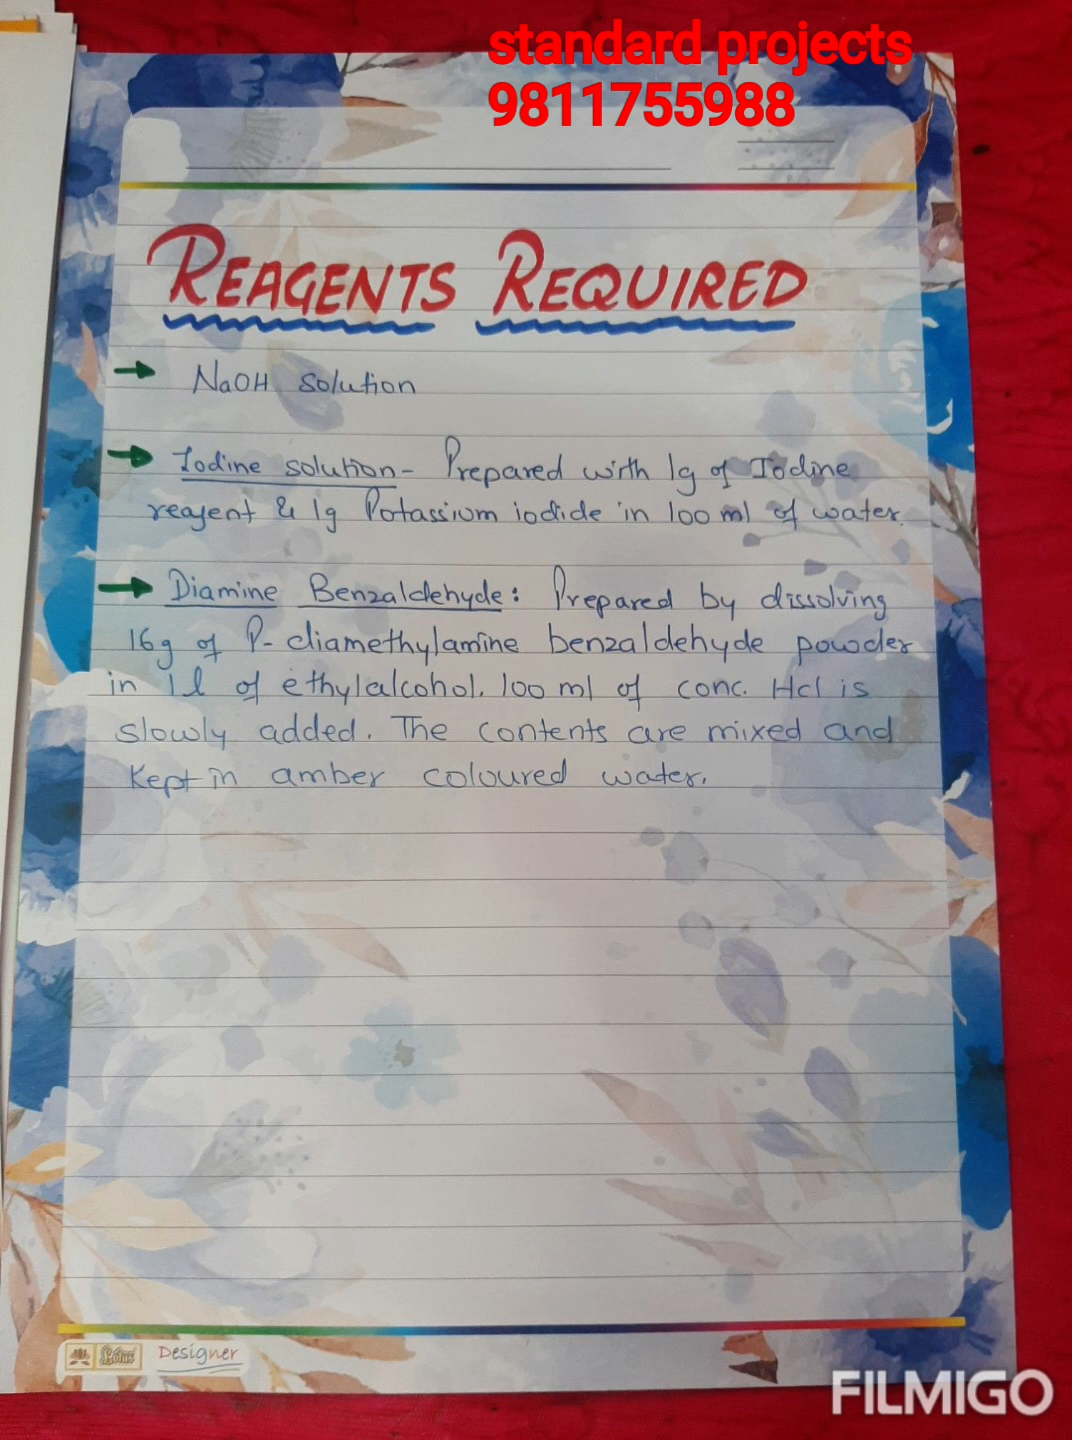 standard projects
9811755988
REAGENTS REQUIRED
→ NaOH solution
→ Iodine solution - Prepared with 1g of Iodine
reagent & 1g Potassium iodide in 100 ml of water.
→ Diamine Benzaldehyde: Prepared by dissolving
16g of P-diamethylamine benzaldehyde powder
in 1 l of ethylalcohol. 100 ml of conc. Hcl is
slowly added. The contents are mixed and
kept in amber coloured water.
Lotus Designer
FILMIGO